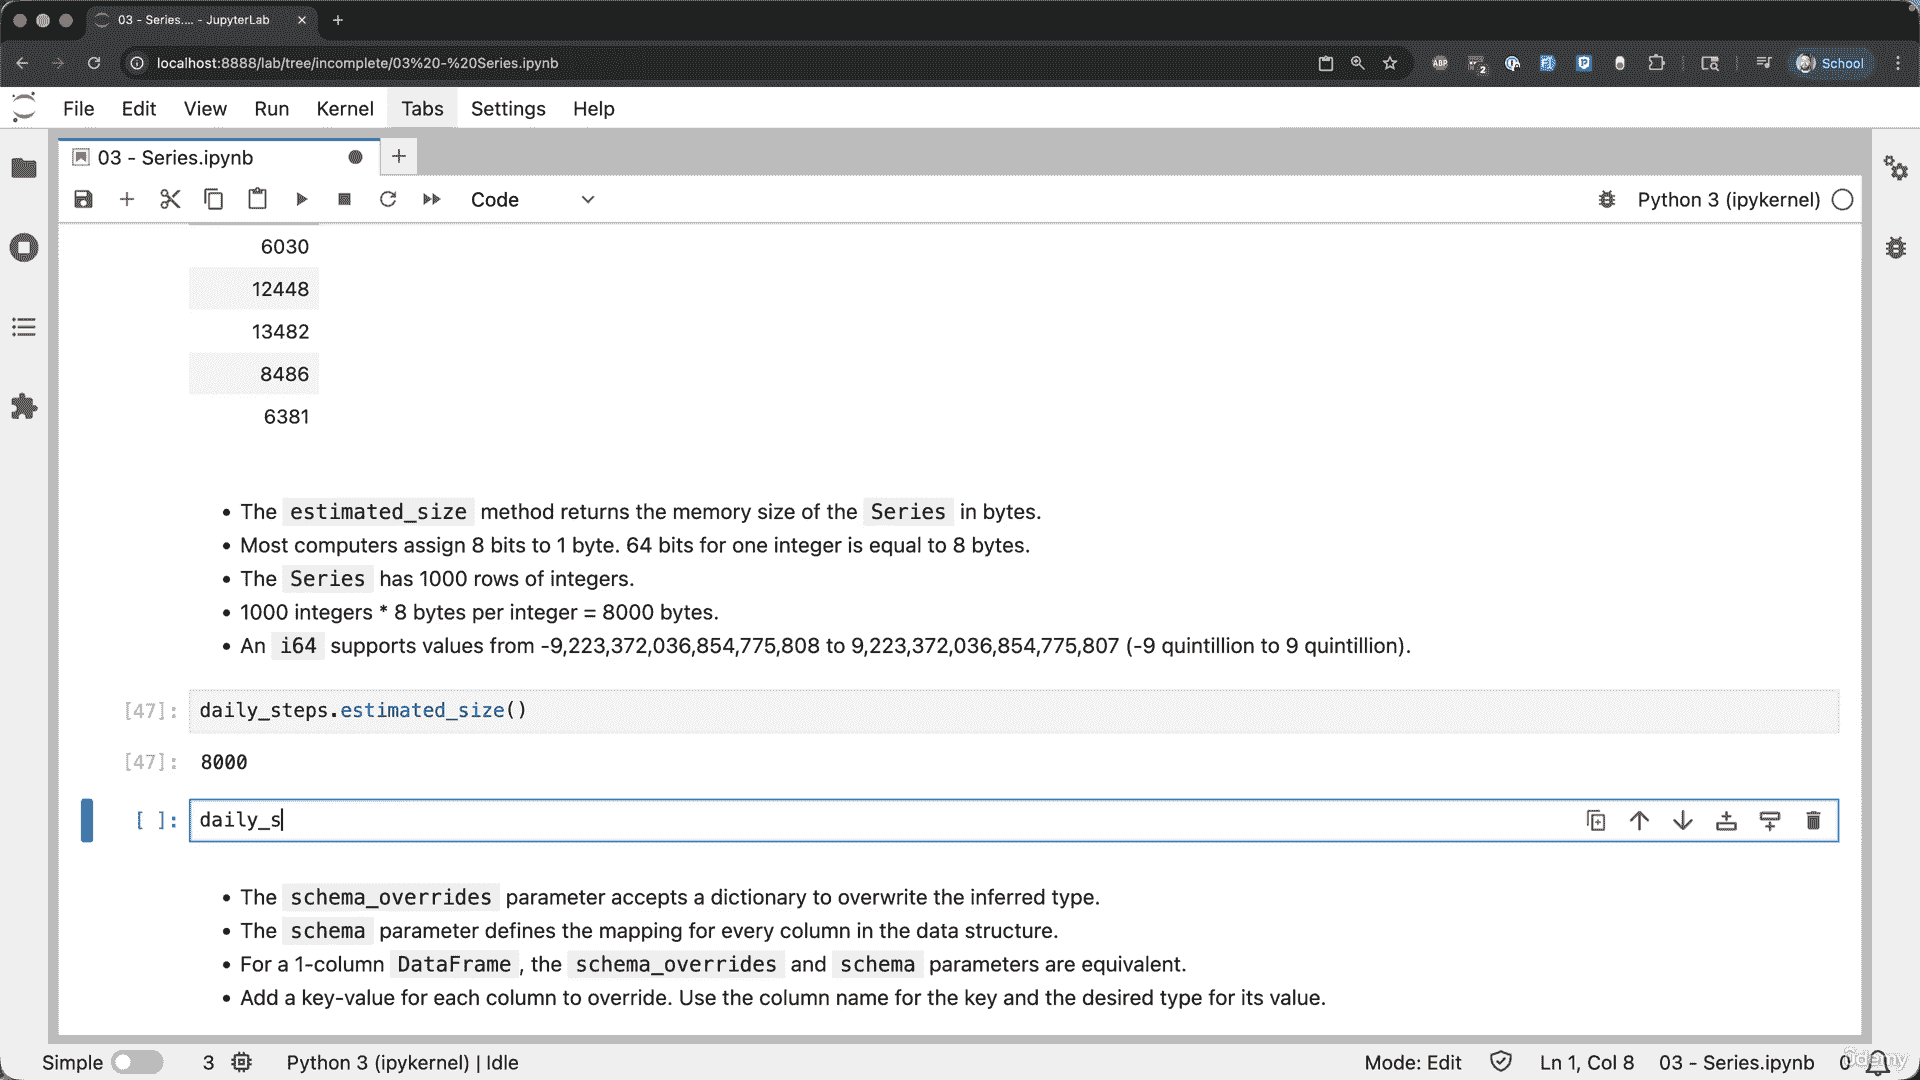 03 - Series.... - JupyterLab
localhost:8888/lab/tree/incomplete/03%20-%20Series.ipynb
ABP
2
School
File Edit View Run Kernel Tabs Settings Help
03 - Series.ipynb
Code
Python 3 (ipykernel)
6030
12448
13482
8486
6381
• The estimated_size method returns the memory size of the Series in bytes.
• Most computers assign 8 bits to 1 byte. 64 bits for one integer is equal to 8 bytes.
• The Series has 1000 rows of integers.
• 1000 integers * 8 bytes per integer = 8000 bytes.
• An i64 supports values from -9,223,372,036,854,775,808 to 9,223,372,036,854,775,807 (-9 quintillion to 9 quintillion).
[47]: daily_steps.estimated_size()
[47]: 8000
[ ]: daily_s
• The schema_overrides parameter accepts a dictionary to overwrite the inferred type.
• The schema parameter defines the mapping for every column in the data structure.
• For a 1-column DataFrame, the schema_overrides and schema parameters are equivalent.
• Add a key-value for each column to override. Use the column name for the key and the desired type for its value.
Simple 3 Python 3 (ipykernel) | Idle Mode: Edit Ln 1, Col 8 03 - Series.ipynb 0
udemy